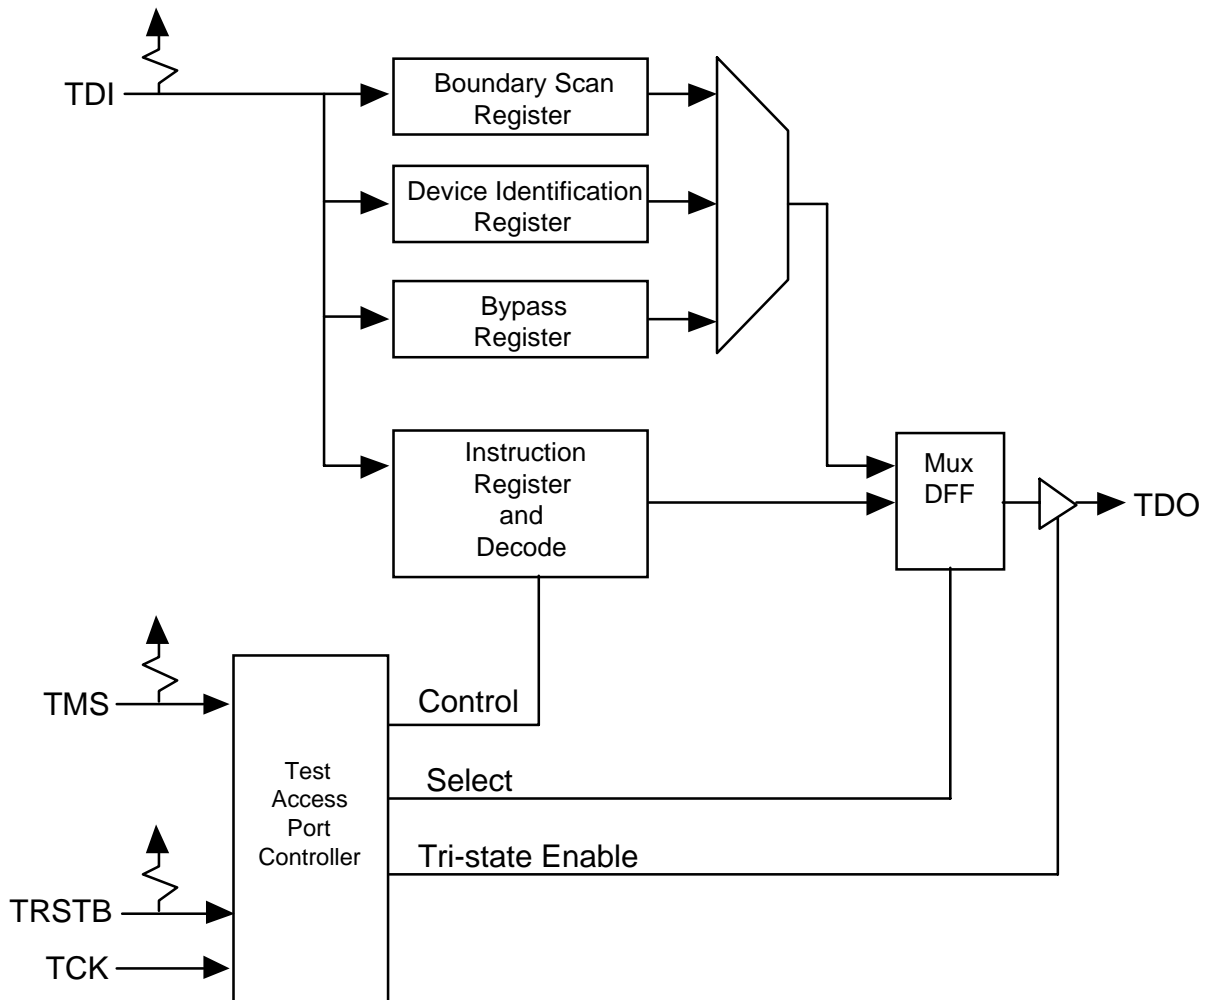 TDI
Boundary Scan
Register
Device Identification
Register
Bypass
Register
Instruction
Register
and
Decode
Mux
DFF
TDO
TMS
Control
Select
Test
Access
Port
Controller
Tri-state Enable
TRSTB
TCK